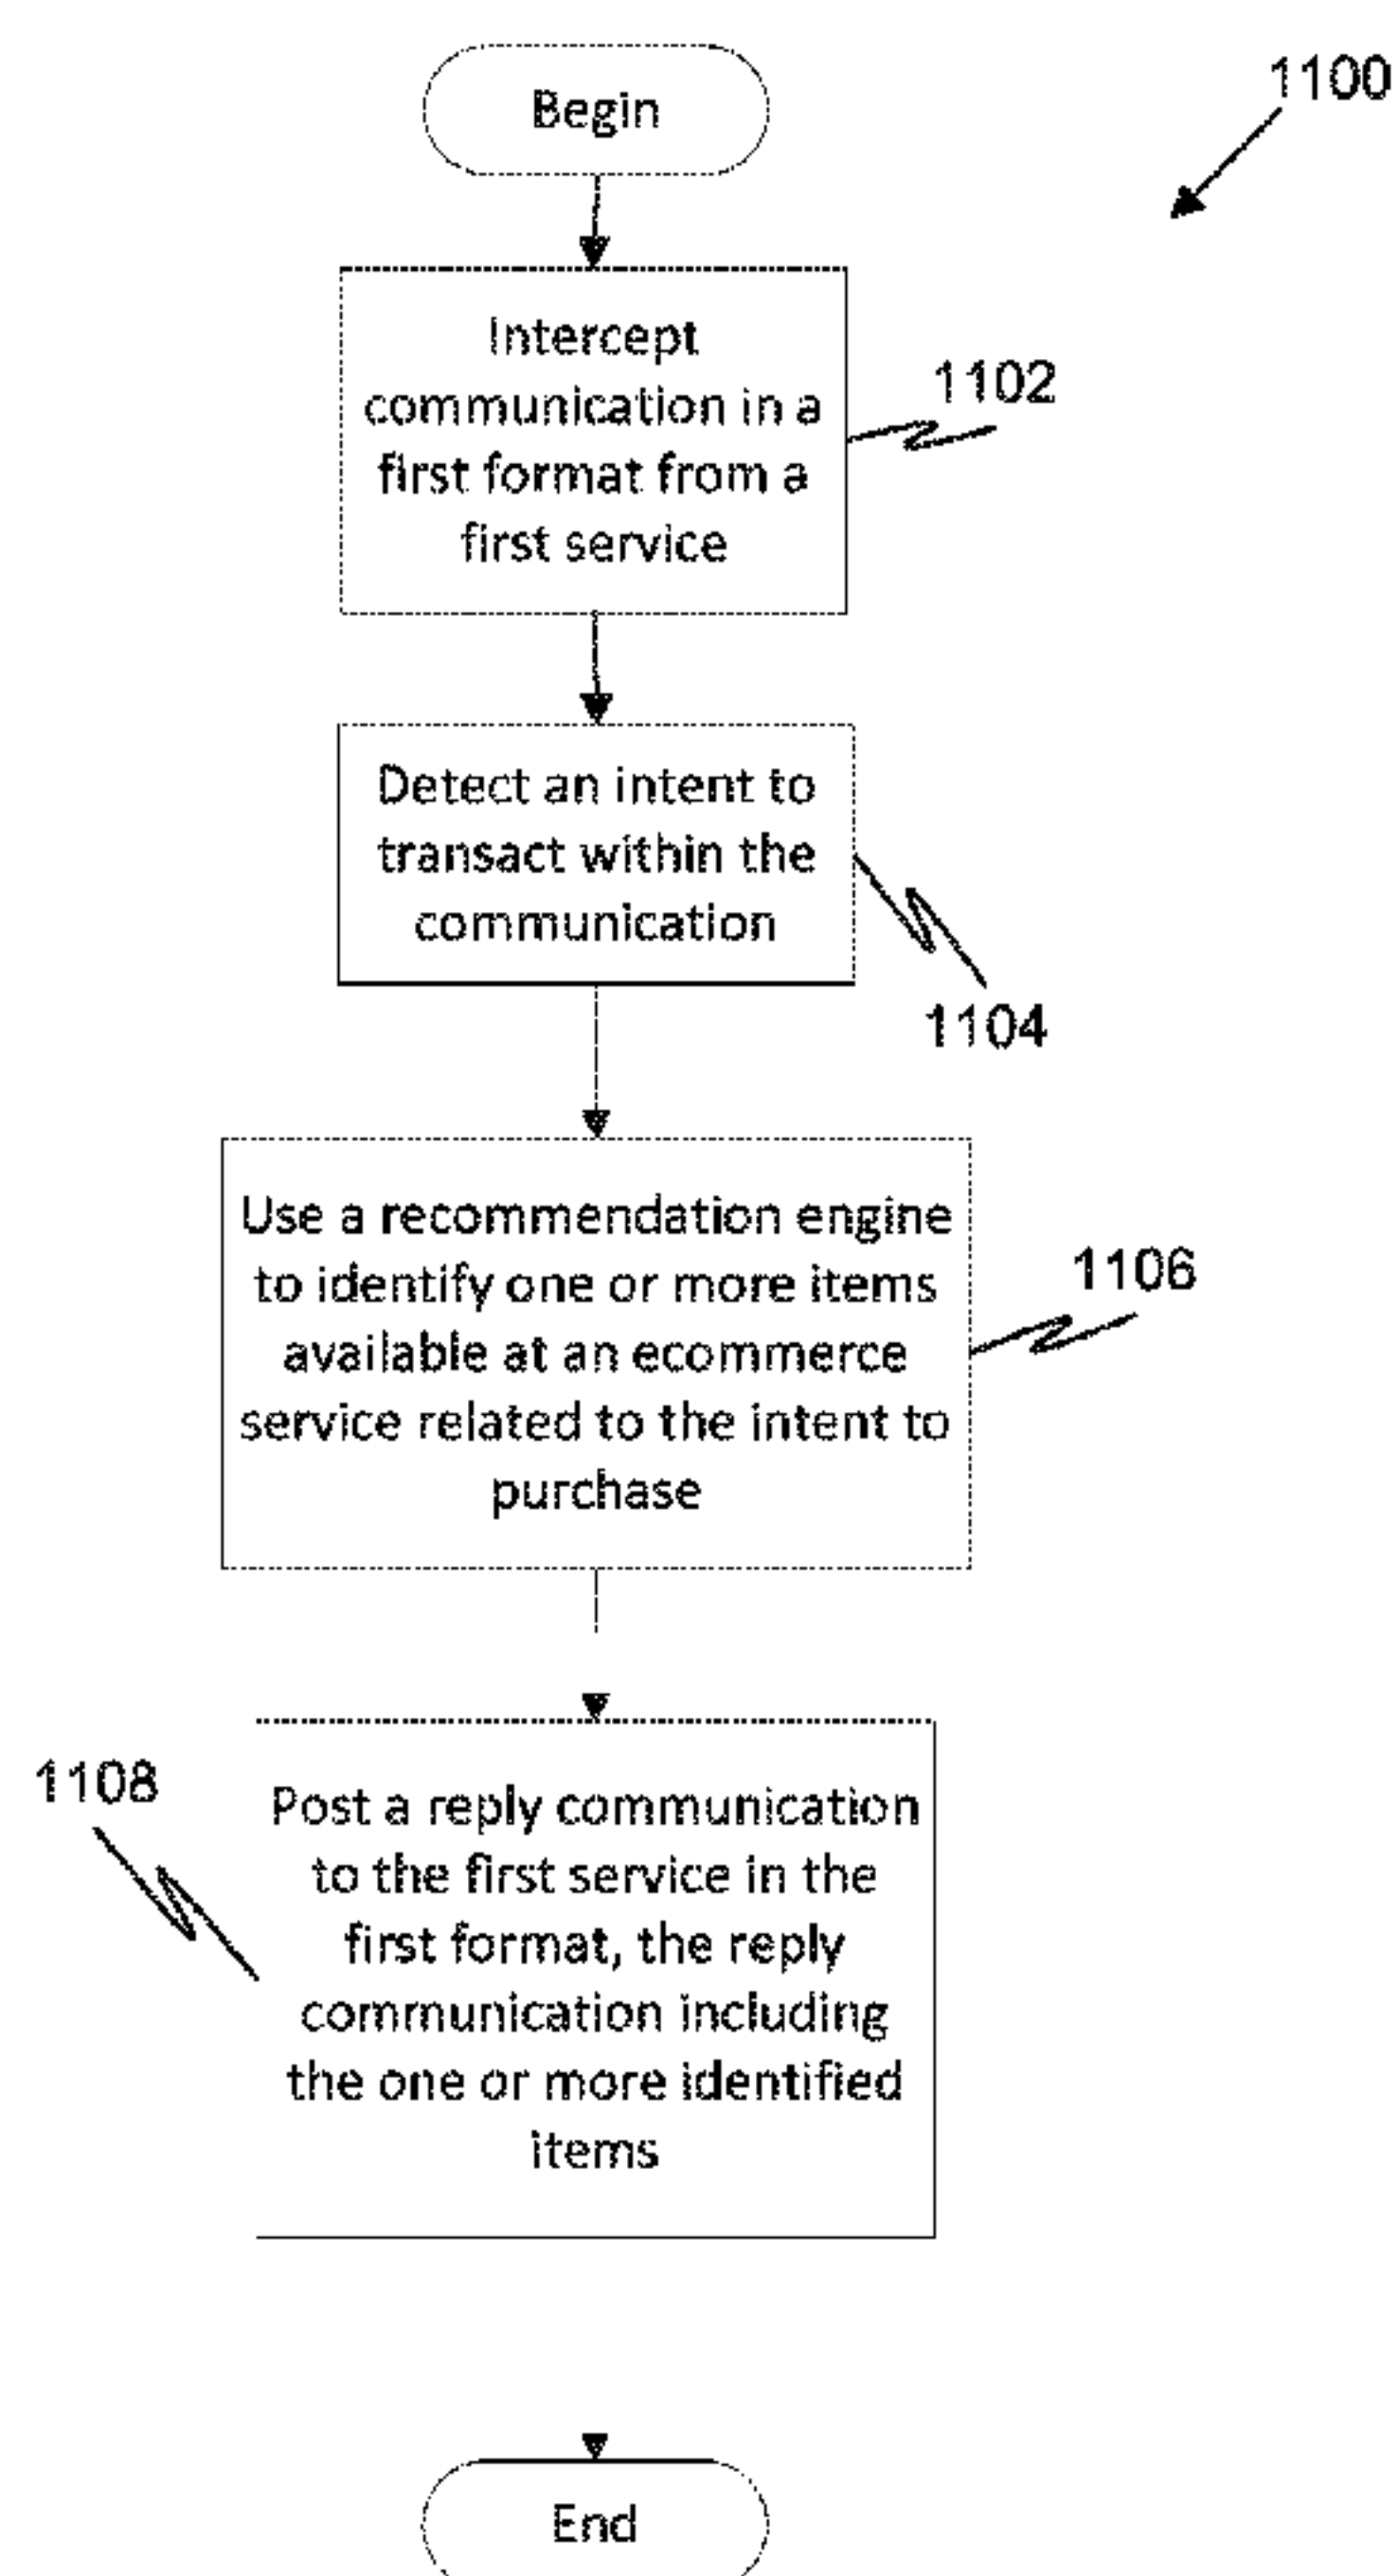 Begin
1100
Intercept
communication in a
first format from a
first service
1102
Detect an intent to
transact within the
communication
1104
Use a recommendation engine
to identify one or more items
available at an ecommerce
service related to the intent to
purchase
1106
1108
Post a reply communication
to the first service in the
first format, the reply
communication including
the one or more identified
items
End